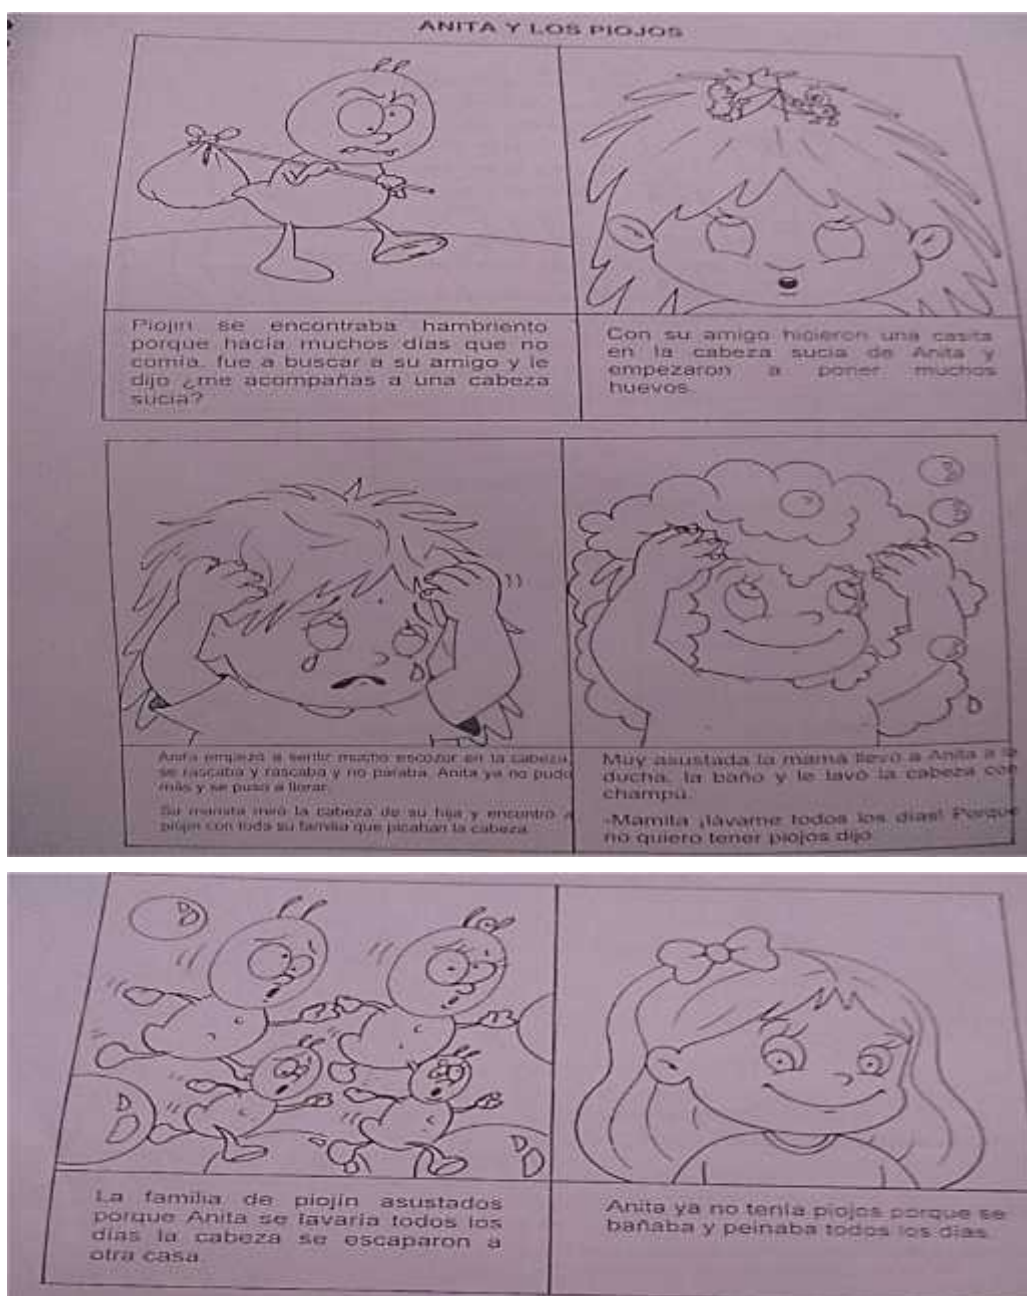 ANITA Y LOS PIOJOS
Piojin se encontraba hambriento
porque hacía muchos días que no
comía, fue a buscar a su amigo y le
dijo ¿me acompañas a una cabeza
sucia?
Con su amigo hicieron una casita
en la cabeza sucia de Anita y
empezaron a poner muchos
huevos.
Anita empezó a sentir mucho escozor en la cabeza,
se rascaba y rascaba y no paraba. Anita ya no pudo
más y se puso a llorar.
Su mamita miró la cabeza de su hija y encontró a
piojin con toda su familia que picaban la cabeza.
Muy asustada la mamá llevó a Anita a la
ducha, la baño y le lavó la cabeza con
champú.
-Mamita ¡lávame todos los días! Porque
no quiero tener piojos dijo
La familia de piojín asustados
porque Anita se lavaría todos los
días la cabeza se escaparon a
otra casa.
Anita ya no tenía piojos porque se
bañaba y peinaba todos los días.